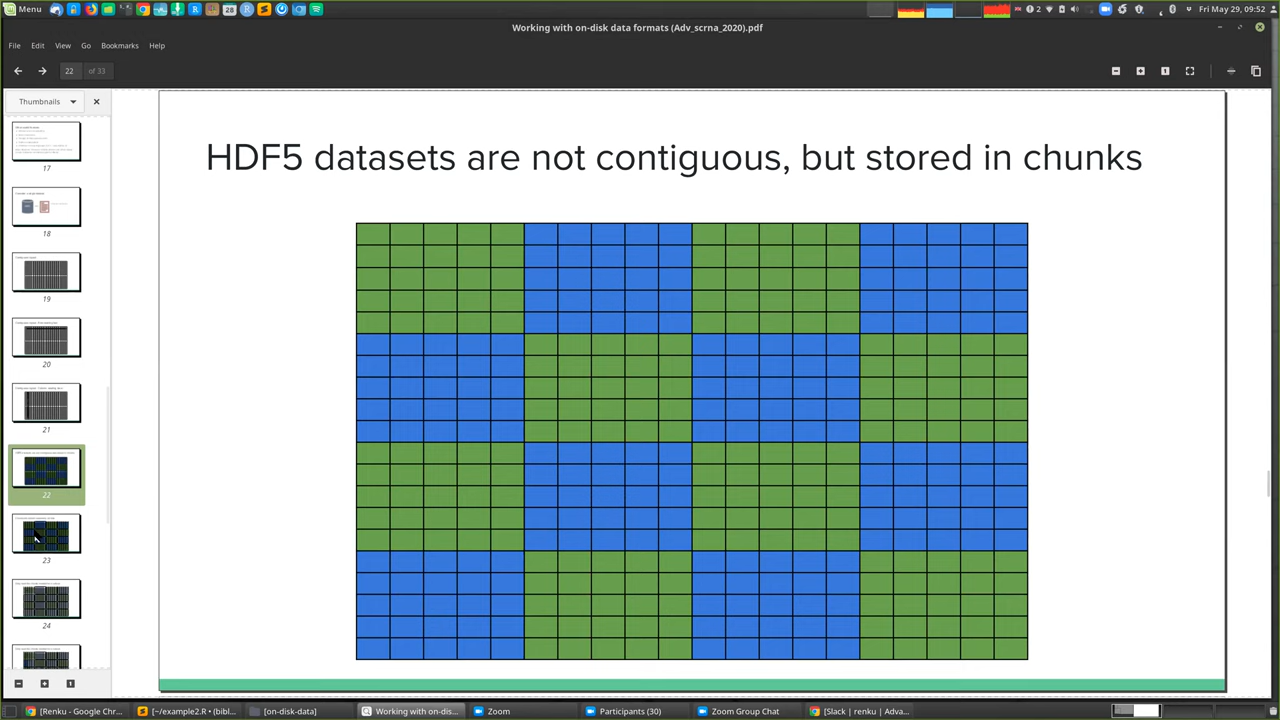 Menu
28
2
Fri May 29, 09:52
Working with on-disk data formats (Adv_scrna_2020).pdf
File Edit View Go Bookmarks Help
22 of 33
Thumbnails
HDF5 datasets are not contiguous, but stored in chunks
17
18
19
20
21
22
23
24
[Renku - Google Chr...
[~/example2.R • (bibl...
[on-disk-data]
Working with on-dis...
Zoom
Participants (30)
Zoom Group Chat
[Slack | renku | Adva...